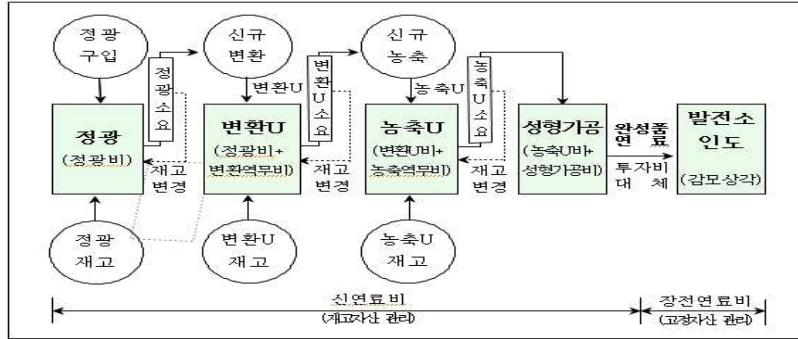 정광
구입
신규
변환
신규
농축
정광소요
변환U소요
농축U소요
변환U
농축U
정광
(정광비)
변환U
(정광비+
변환역무비)
농축U
(변환U비+
농축역무비)
성형가공
(농축U비+
성형가공비)
완성품
연료
투자비
대체
발전소
인도
(감모상각)
재고
변경
재고
변경
재고
변경
정광
재고
변환U
재고
농축U
재고
신연료비
(재고자산 관리)
장전연료비
(고정자산 관리)